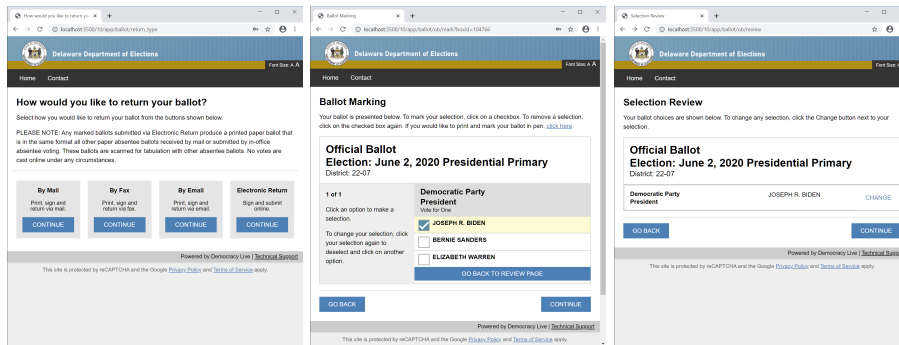 How would you like to return yo
localhost:5500/10/app/ballot/return_type
Delaware Department of Elections
Font Size: A A
Home Contact
How would you like to return your ballot?
Select how you would like to return your ballot from the buttons shown below.
PLEASE NOTE: Any marked ballots submitted via Electronic Return produce a printed paper ballot that
is in the same format all other paper absentee ballots received by mail or submitted by in-office
absentee voting. These ballots are scanned for tabulation with other absentee ballots. No votes are
cast online under any circumstances.
By Mail
Print, sign and
return via mail.
CONTINUE
By Fax
Print, sign and
return via fax.
CONTINUE
By Email
Print, sign and
return via email.
CONTINUE
Electronic Return
Sign and submit
online.
CONTINUE
Powered by Democracy Live | Technical Support
This site is protected by reCAPTCHA and the Google Privacy Policy and Terms of Service apply.
Ballot Marking
localhost:5500/10/app/ballot/ob/mark?boxId=104766
Delaware Department of Elections
Font Size: A A
Home Contact
Ballot Marking
Your ballot is presented below. To mark your selection, click on a checkbox. To remove a selection,
click on the checked box again. If you would like to print and mark your ballot in pen, click here.
Official Ballot
Election: June 2, 2020 Presidential Primary
District: 22-07
1 of 1
Click an option to make a
selection.
To change your selection, click
your selection again to
deselect and click on another
option.
Democratic Party
President
Vote for One
JOSEPH R. BIDEN
BERNIE SANDERS
ELIZABETH WARREN
GO BACK TO REVIEW PAGE
GO BACK
CONTINUE
Powered by Democracy Live | Technical Support
This site is protected by reCAPTCHA and the Google Privacy Policy and Terms of Service apply.
Selection Review
localhost:5500/10/app/ballot/ob/review
Delaware Department of Elections
Font Size: A
Home Contact
Selection Review
Your ballot choices are shown below. To change any selection, click the Change button next to your
selection.
Official Ballot
Election: June 2, 2020 Presidential Primary
District: 22-07
Democratic Party
President
JOSEPH R. BIDEN
CHANGE
GO BACK
CONTINUE
Powered by Democracy Live | Technical Supp
This site is protected by reCAPTCHA and the Google Privacy Policy and Terms of Service apply.